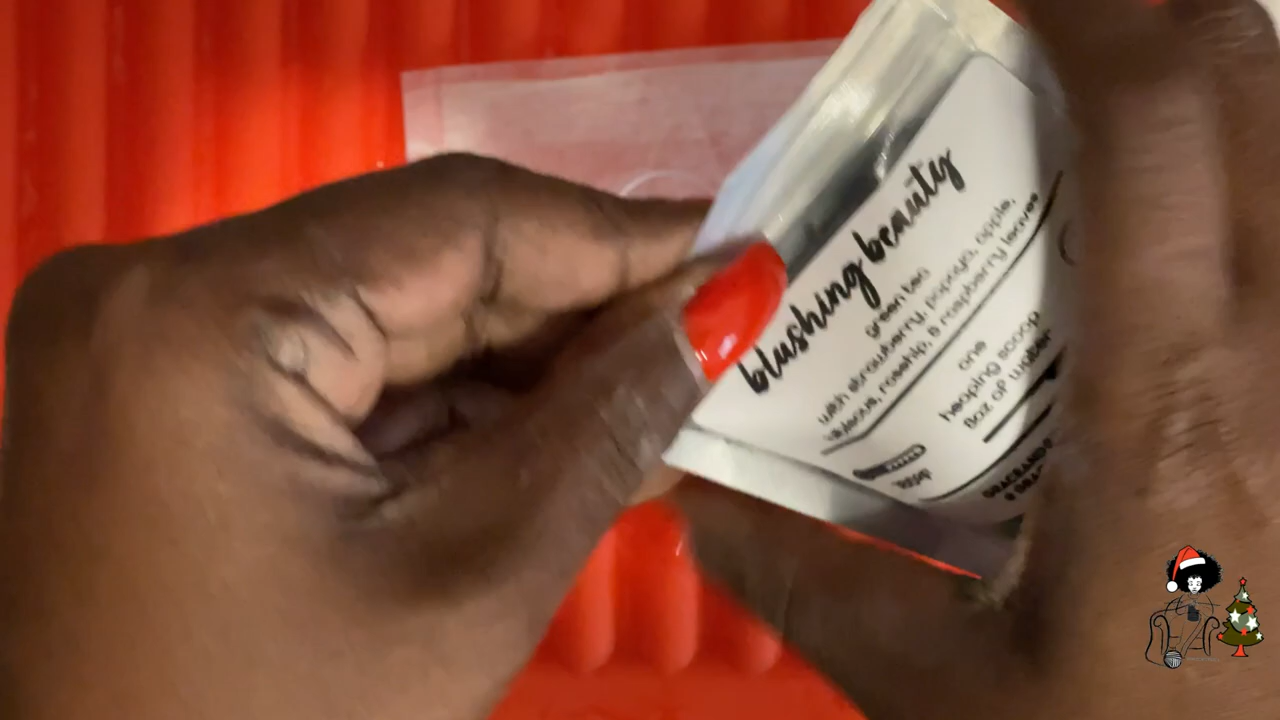 blushing beauty
green tea
with strawberry, papaya, apple,
hibiscus, rosehip, & raspberry leaves
one
heaping scoop
8oz of water